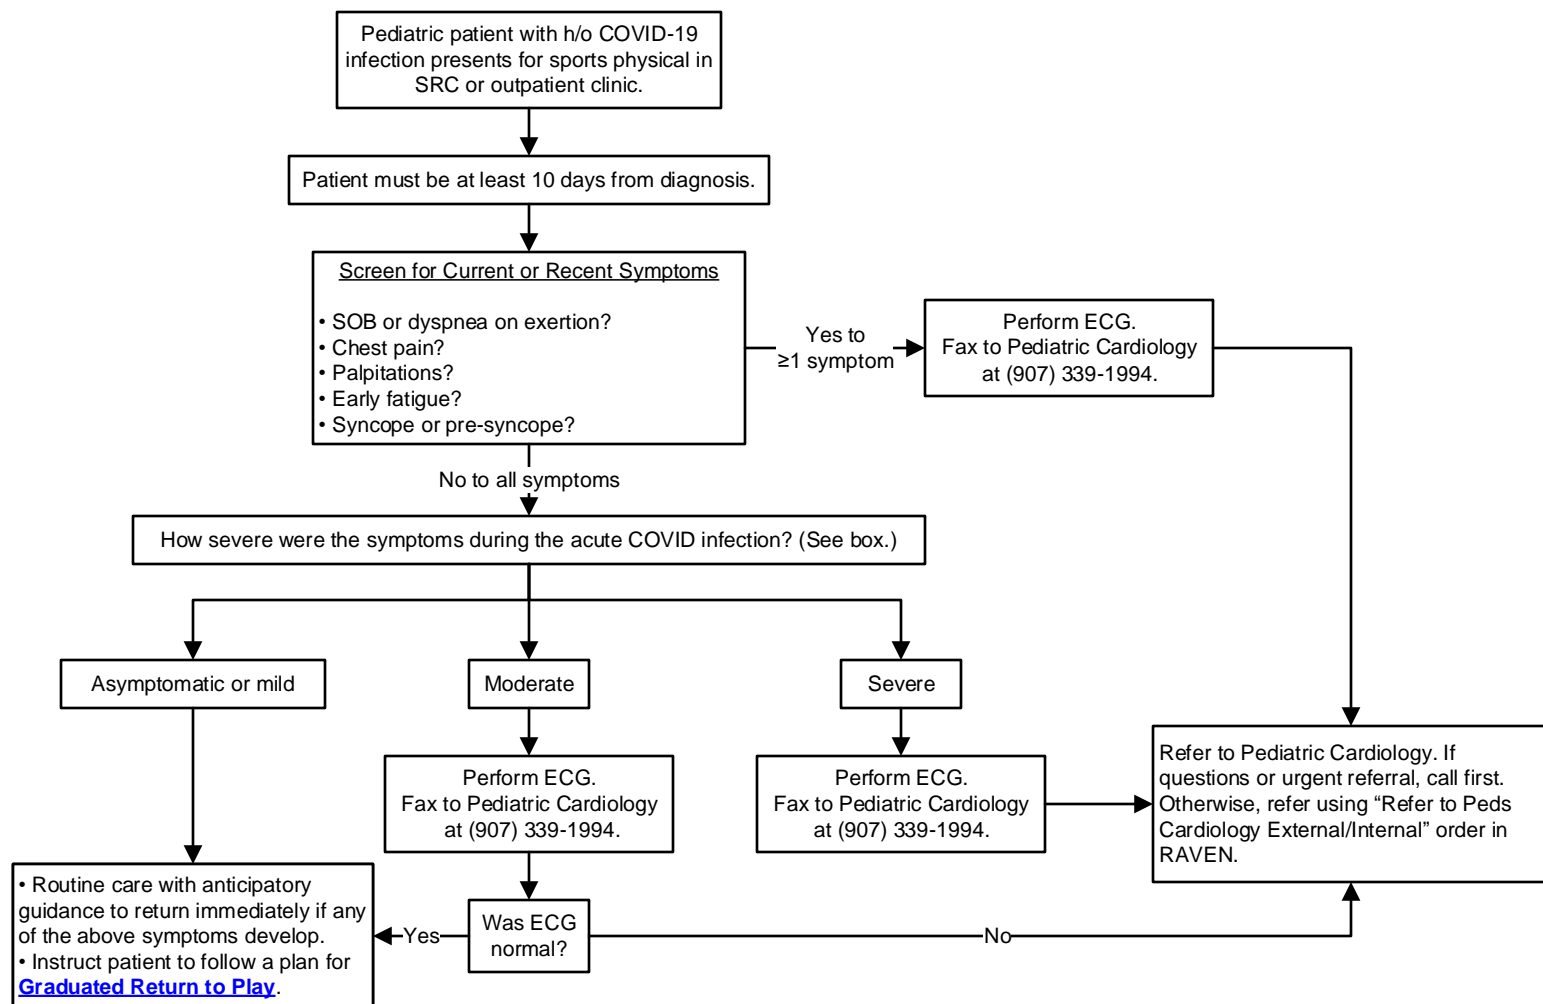 Pediatric patient with h/o COVID-19
infection presents for sports physical in
SRC or outpatient clinic.
Patient must be at least 10 days from diagnosis.
Screen for Current or Recent Symptoms
• SOB or dyspnea on exertion?
• Chest pain?
• Palpitations?
• Early fatigue?
• Syncope or pre-syncope?
Yes to
≥1 symptom
Perform ECG.
Fax to Pediatric Cardiology
at (907) 339-1994.
No to all symptoms
How severe were the symptoms during the acute COVID infection? (See box.)
Asymptomatic or mild
Moderate
Severe
Perform ECG.
Fax to Pediatric Cardiology
at (907) 339-1994.
Perform ECG.
Fax to Pediatric Cardiology
at (907) 339-1994.
Refer to Pediatric Cardiology. If
questions or urgent referral, call first.
Otherwise, refer using “Refer to Peds
Cardiology External/Internal” order in
RAVEN.
• Routine care with anticipatory
guidance to return immediately if any
of the above symptoms develop.
• Instruct patient to follow a plan for
Graduated Return to Play.
Yes
Was ECG
normal?
No